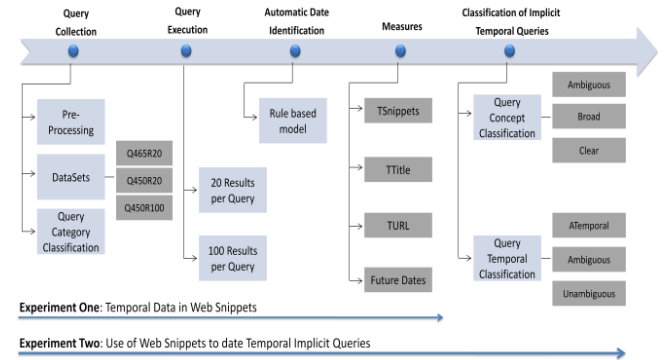 Query
Collection
Query
Execution
Automatic Date
Identification
Measures
Classification of Implicit
Temporal Queries
Pre-
Processing
DataSets
Q465R20
Q450R20
Q450R100
Query
Category
Classification
20 Results
per Query
100 Results
per Query
Rule based
model
TSnippets
TTitle
TURL
Future Dates
Query
Concept
Classification
Ambiguous
Broad
Clear
Query
Temporal
Classification
ATemporal
Ambiguous
Unambiguous
Experiment One: Temporal Data in Web Snippets
Experiment Two: Use of Web Snippets to date Temporal Implicit Queries